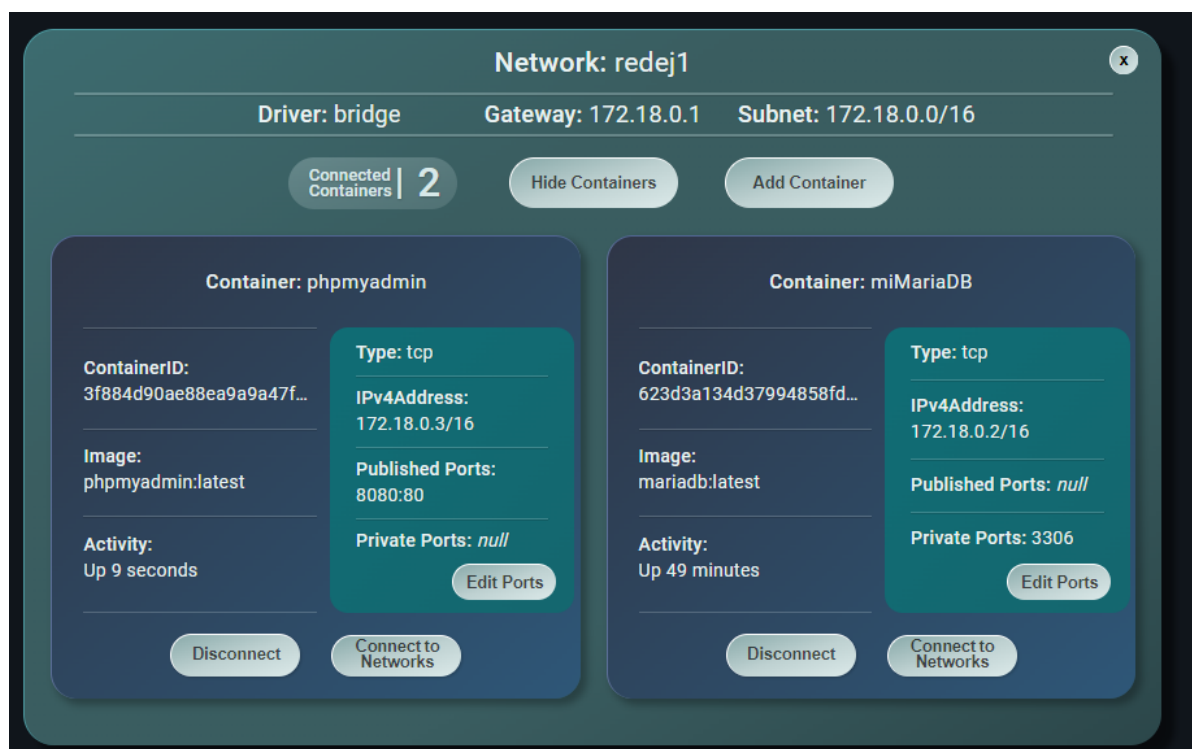 Network: redej1
x
Driver: bridge Gateway: 172.18.0.1 Subnet: 172.18.0.0/16
Connected
Containers | 2
Hide Containers
Add Container
Container: phpmyadmin
ContainerID:
3f884d90ae88ea9a9a47f...
Image:
phpmyadmin:latest
Activity:
Up 9 seconds
Type: tcp
IPv4Address:
172.18.0.3/16
Published Ports:
8080:80
Private Ports: null
Edit Ports
Disconnect
Connect to
Networks
Container: miMariaDB
ContainerID:
623d3a134d37994858fd...
Image:
mariadb:latest
Activity:
Up 49 minutes
Type: tcp
IPv4Address:
172.18.0.2/16
Published Ports: null
Private Ports: 3306
Edit Ports
Disconnect
Connect to
Networks